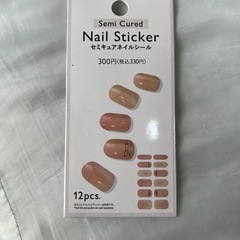 Semi Cured
Nail Sticker
セミキュアネイルシール
300円(税込330円)
12pcs.